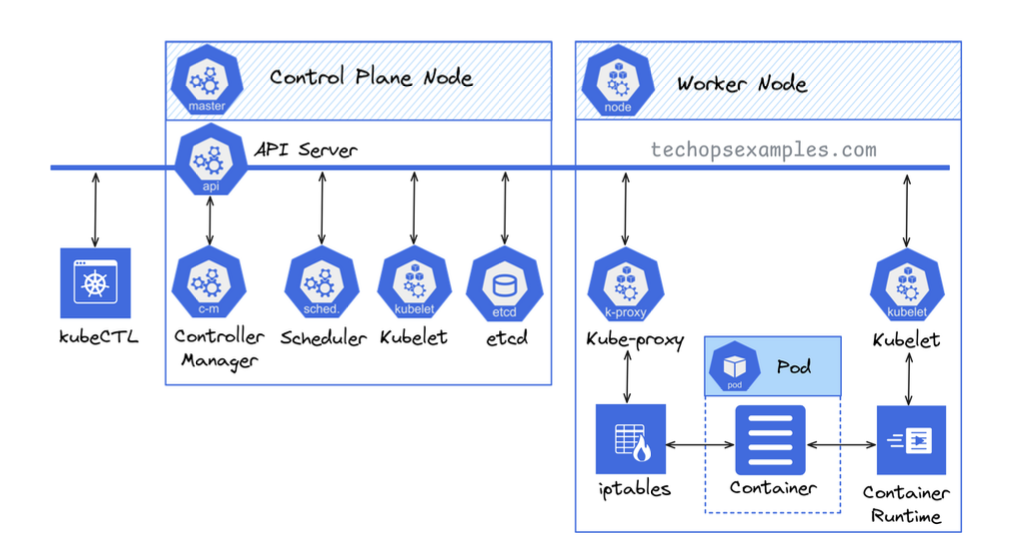 Control Plane Node
master
Worker Node
node
API Server
api
techopsexamples.com
kubeCTL
c-m
Controller
Manager
sched.
Scheduler
kubelet
Kubelet
etcd
etcd
k-proxy
Kube-proxy
kubelet
Kubelet
pod
Pod
iptables
Container
Container
Runtime